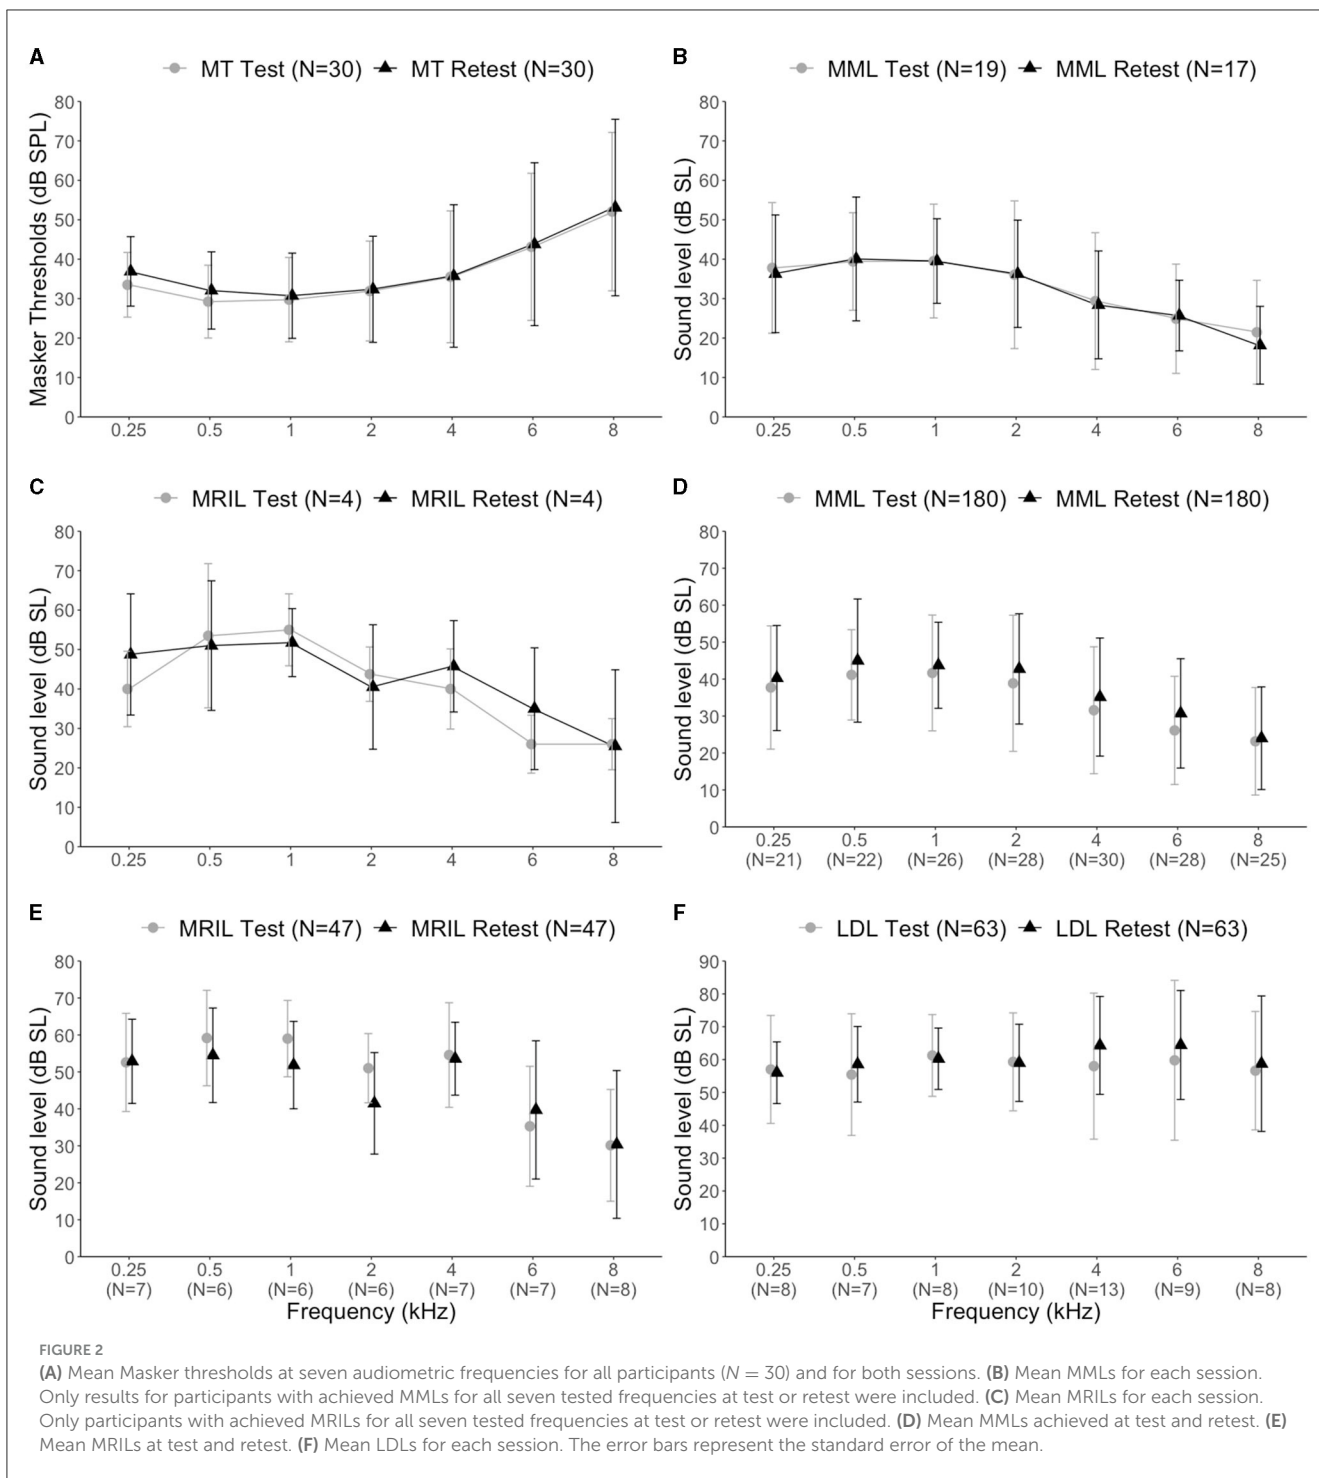 A
MT Test (N=30) MT Retest (N=30)
Masker Thresholds (dB SPL)
80
70
60
50
40
30
20
10
0
0.25 0.5 1 2 4 6 8
B
MML Test (N=19) MML Retest (N=17)
Sound level (dB SL)
80
70
60
50
40
30
20
10
0
0.25 0.5 1 2 4 6 8
C
MRIL Test (N=4) MRIL Retest (N=4)
Sound level (dB SL)
80
70
60
50
40
30
20
10
0
0.25 0.5 1 2 4 6 8
D
MML Test (N=180) MML Retest (N=180)
Sound level (dB SL)
80
70
60
50
40
30
20
10
0
0.25 0.5 1 2 4 6 8
(N=21) (N=22) (N=26) (N=28) (N=30) (N=28) (N=25)
E
MRIL Test (N=47) MRIL Retest (N=47)
Sound level (dB SL)
80
70
60
50
40
30
20
10
0
0.25 0.5 1 2 4 6 8
(N=7) (N=6) (N=6) (N=6) (N=7) (N=7) (N=8)
Frequency (kHz)
F
LDL Test (N=63) LDL Retest (N=63)
Sound level (dB SL)
90
80
70
60
50
40
30
20
10
0
0.25 0.5 1 2 4 6 8
(N=8) (N=7) (N=8) (N=10) (N=13) (N=9) (N=8)
Frequency (kHz)
FIGURE 2
(A) Mean Masker thresholds at seven audiometric frequencies for all participants (N = 30) and for both sessions. (B) Mean MMLs for each session.
Only results for participants with achieved MMLs for all seven tested frequencies at test or retest were included. (C) Mean MRILs for each session.
Only participants with achieved MRILs for all seven tested frequencies at test or retest were included. (D) Mean MMLs achieved at test and retest. (E)
Mean MRILs at test and retest. (F) Mean LDLs for each session. The error bars represent the standard error of the mean.